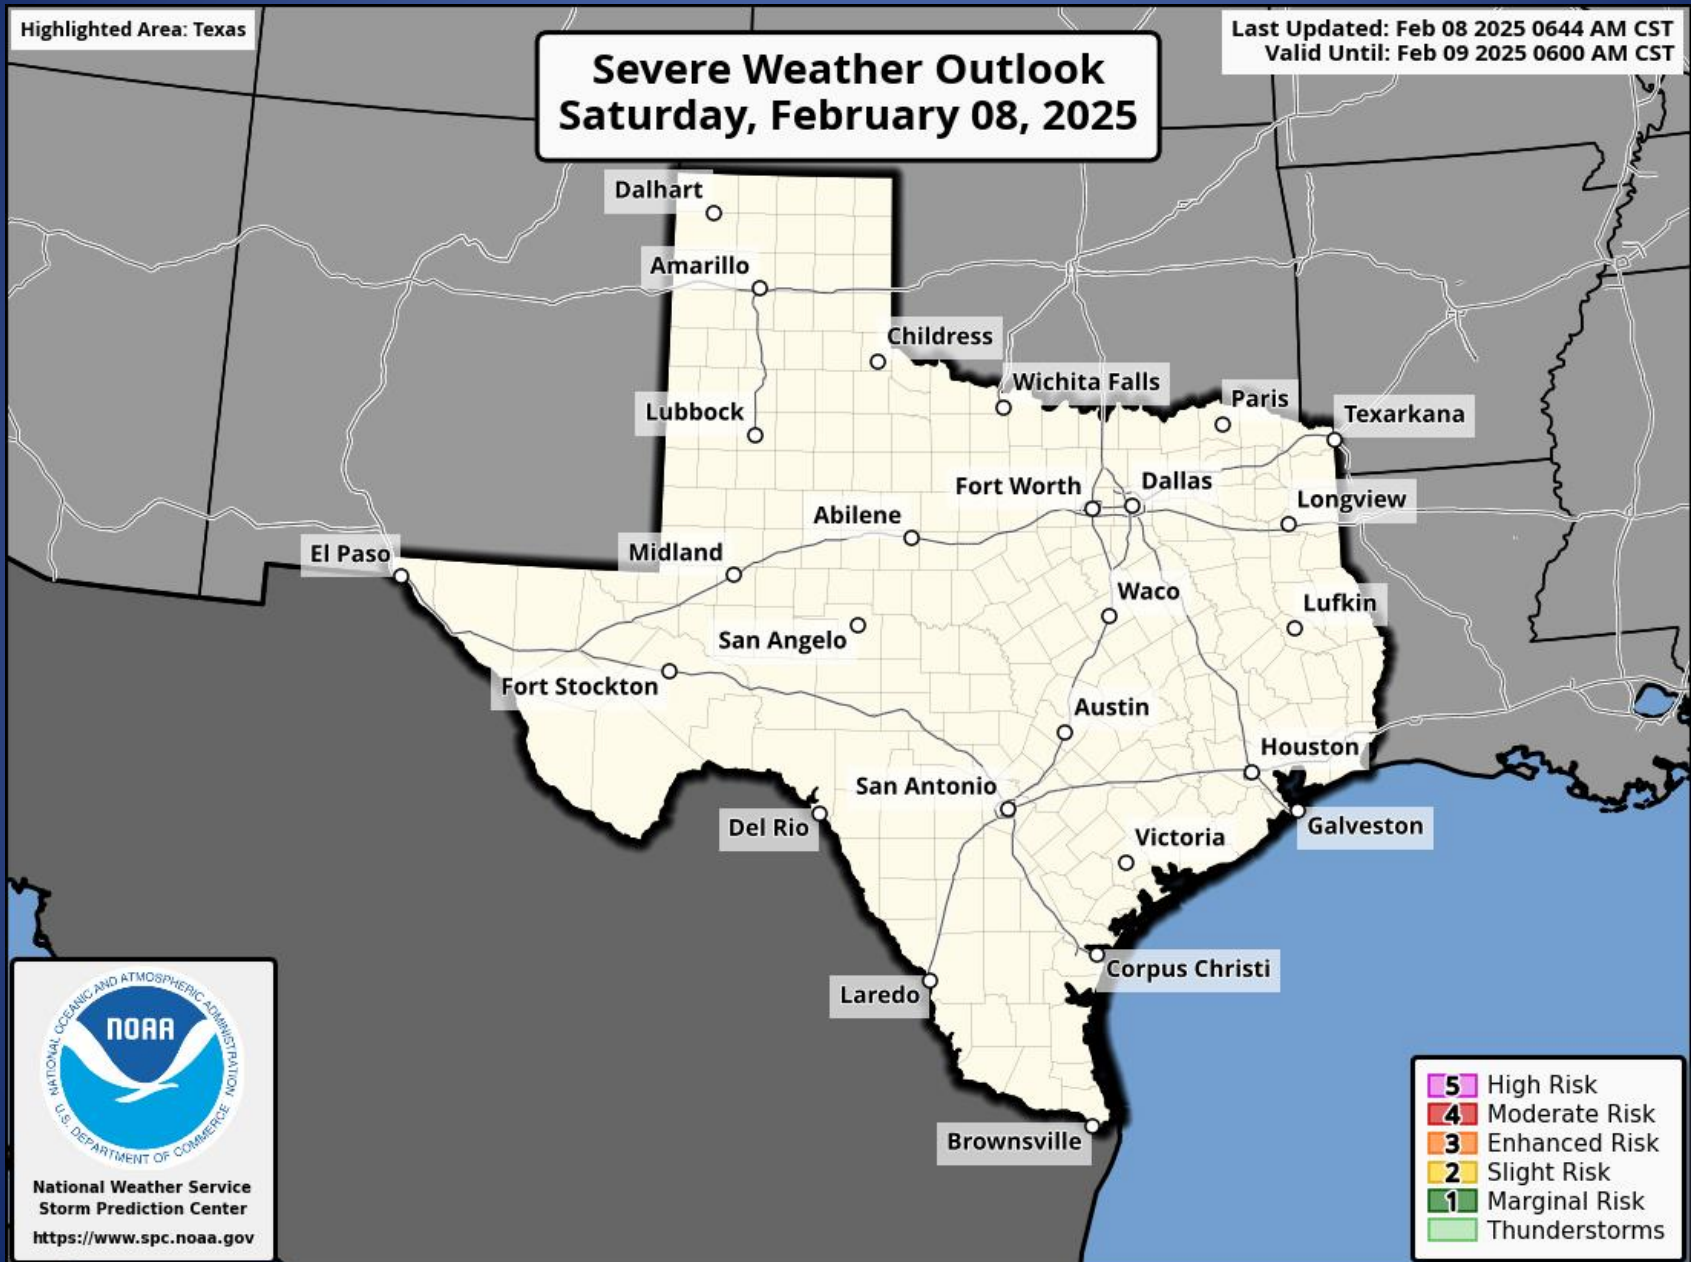 Highlighted Area: Texas
Severe Weather Outlook
Saturday, February 08, 2025
Last Updated: Feb 08 2025 0644 AM CST
Valid Until: Feb 09 2025 0600 AM CST
Dalhart
Amarillo
Childress
Wichita Falls
Paris
Texarkana
Lubbock
Fort Worth
Dallas
Longview
Abilene
El Paso
Midland
Waco
Lufkin
San Angelo
Fort Stockton
Austin
Houston
San Antonio
Del Rio
Galveston
Victoria
Corpus Christi
Laredo
Brownsville
NATIONAL OCEANIC AND ATMOSPHERIC ADMINISTRATION
NOAA
U.S. DEPARTMENT OF COMMERCE
National Weather Service
Storm Prediction Center
https://www.spc.noaa.gov
5 High Risk
4 Moderate Risk
3 Enhanced Risk
2 Slight Risk
1 Marginal Risk
Thunderstorms